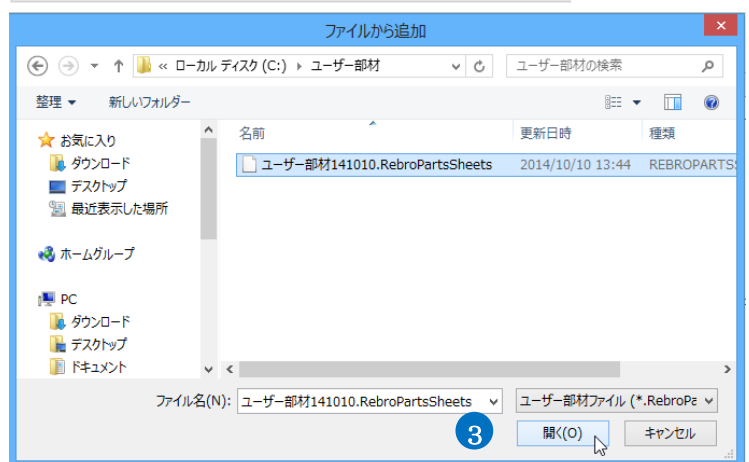 ファイルから追加
« ローカル ディスク (C:) ユーザー部材
ユーザー部材の検索
整理 新しいフォルダー
名前 更新日時 種類
お気に入り
ダウンロード
デスクトップ
最近表示した場所
ホームグループ
PC
ダウンロード
デスクトップ
ドキュメント
ユーザー部材141010.RebroPartsSheets 2014/10/10 13:44 REBROPARTSS
ファイル名(N): ユーザー部材141010.RebroPartsSheets ユーザー部材ファイル (*.RebroPa
3 開く(O) キャンセル